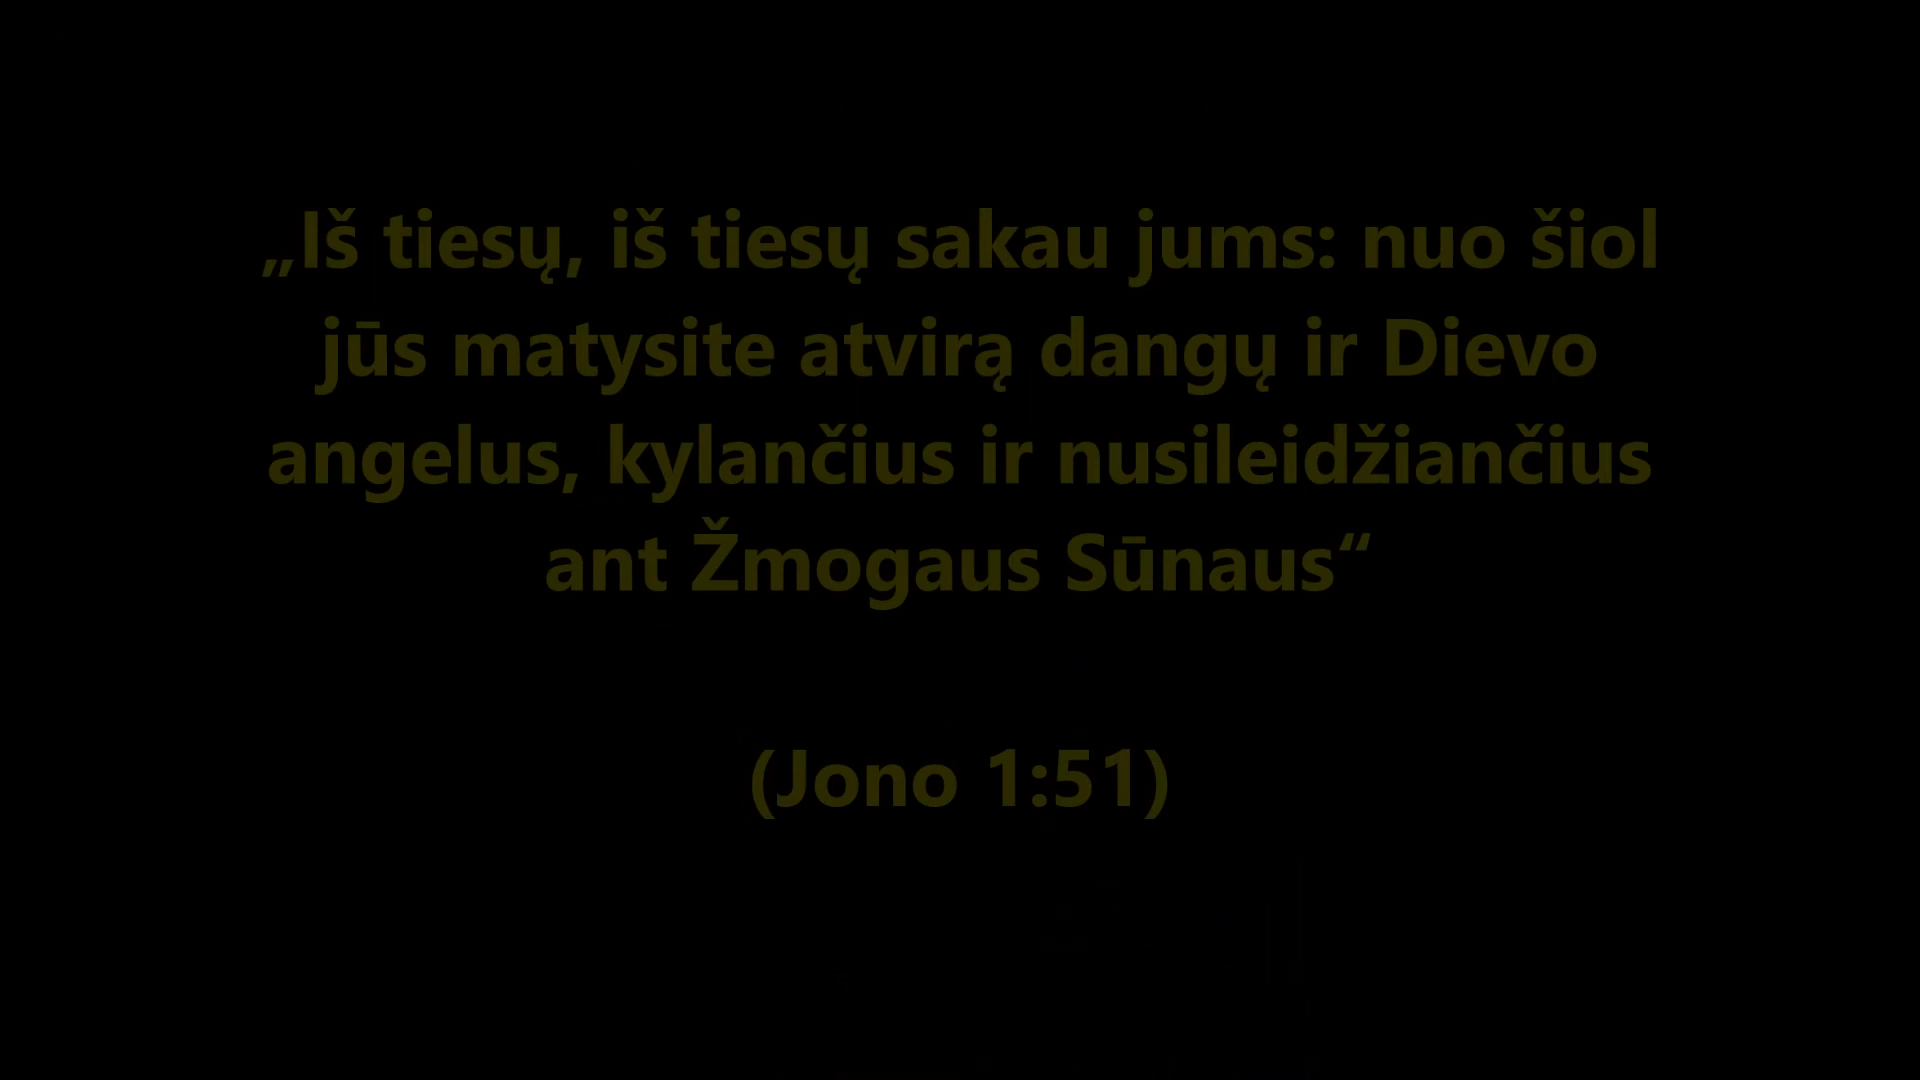 „Iš tiesų, iš tiesų sakau jums: nuo šiol
jūs matysite atvirą dangų ir Dievo
angelus, kylančius ir nusileidžiančius
ant Žmogaus Sūnaus“
(Jono 1:51)